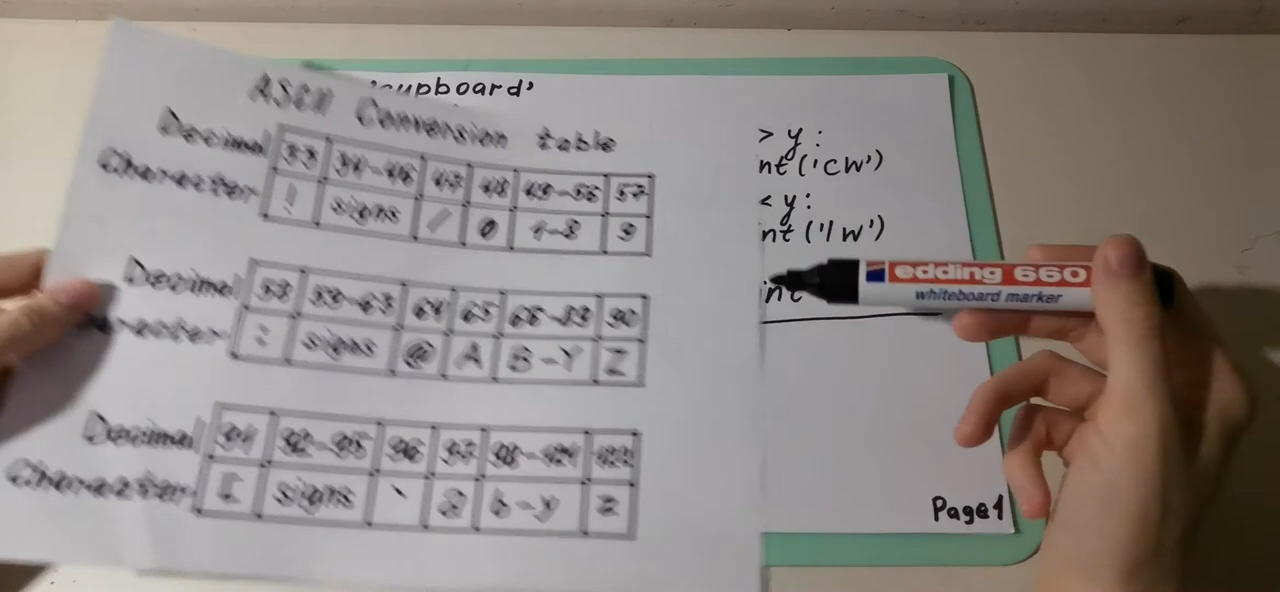 'cupboard'
ASCII Conversion table
Decimal 33 34-46 47 48 49-56 57
Character ! signs / 0 1-8 9
Decimal 58 59-63 64 65 66-89 90
: signs @ A B-Y Z
Decimal 91 92-95 96 97 98-121 122
Character [ signs ` a b-y z
> y:
nt('cw')
< y:
nt('lw')
int
edding 660
whiteboard marker
Page1